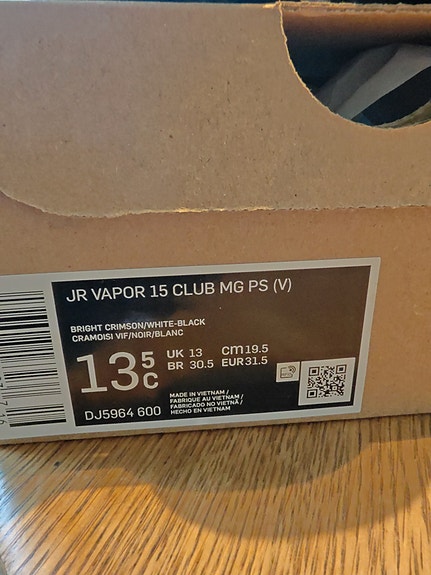 JR VAPOR 15 CLUB MG PS (V)
BRIGHT CRIMSON/WHITE-BLACK
CRAMOISI VIF/NOIR/BLANC
13 5 C
UK 13 cm 19.5
BR 30.5 EUR 31.5
DJ5964 600
MADE IN VIETNAM /
FABRIQUE AU VIETNAM /
FABRICADO NO VIETNÃ /
HECHO EN VIETNAM